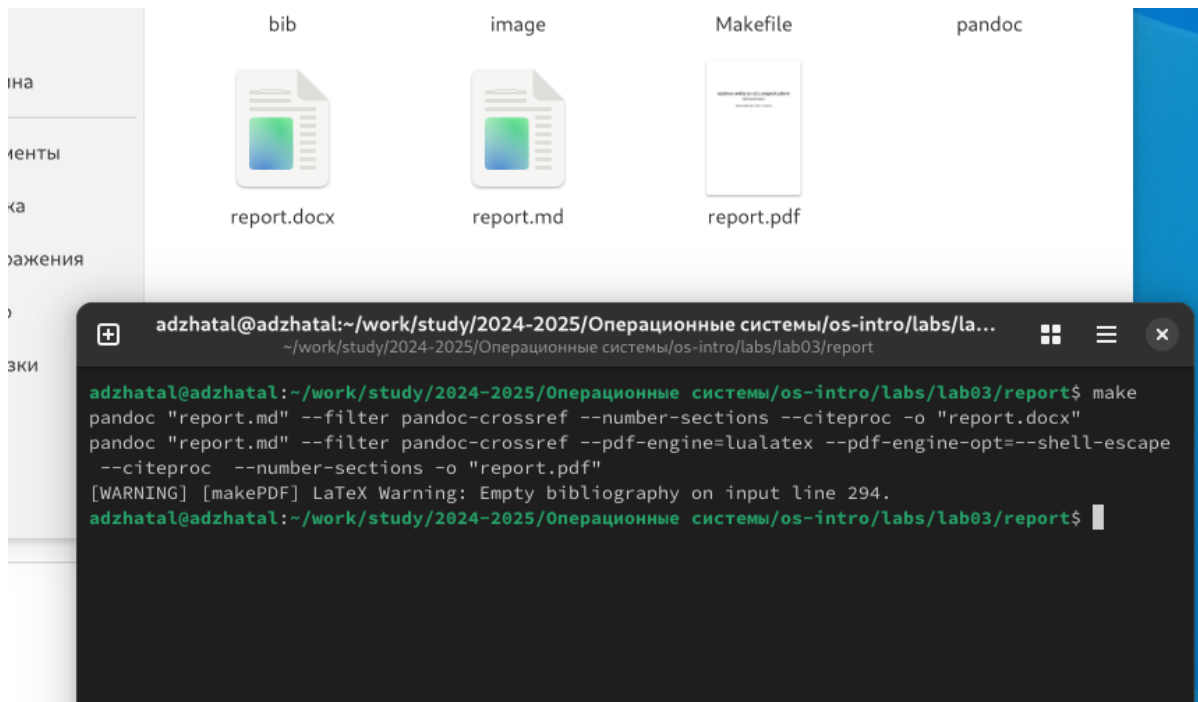 bib image Makefile pandoc
ина
менты
ка
ражения
зки
report.docx report.md report.pdf
adzhatal@adzhatal:~/work/study/2024-2025/Операционные системы/os-intro/labs/la...
~/work/study/2024-2025/Операционные системы/os-intro/labs/lab03/report
adzhatal@adzhatal:~/work/study/2024-2025/Операционные системы/os-intro/labs/lab03/report$ make
pandoc "report.md" --filter pandoc-crossref --number-sections --citeproc -o "report.docx"
pandoc "report.md" --filter pandoc-crossref --pdf-engine=lualatex --pdf-engine-opt=--shell-escape
--citeproc  --number-sections -o "report.pdf"
[WARNING] [makePDF] LaTeX Warning: Empty bibliography on input line 294.
adzhatal@adzhatal:~/work/study/2024-2025/Операционные системы/os-intro/labs/lab03/report$